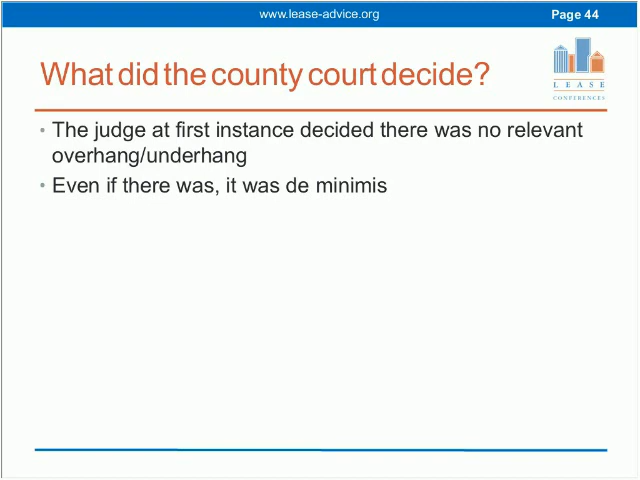 www.lease-advice.org
Page 44
What did the county court decide?
LEASE
CONFERENCES
• The judge at first instance decided there was no relevant
overhang/underhang
• Even if there was, it was de minimis